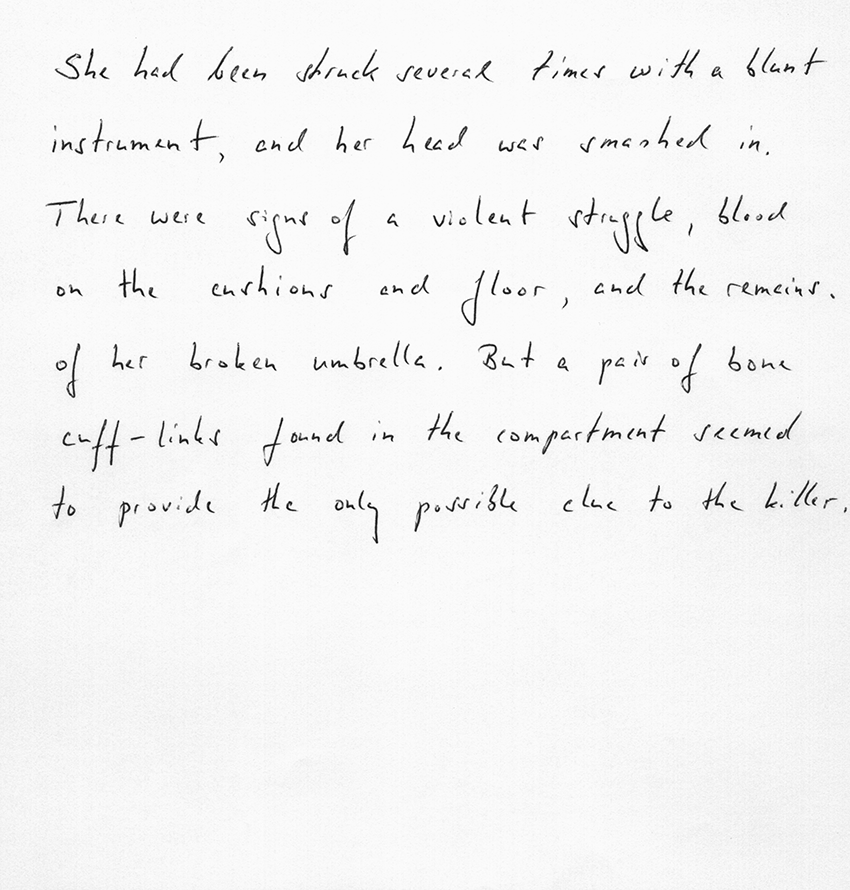 She had been struck several times with a blunt
instrument, and her head was smashed in.
There were signs of a violent struggle, blood
on the cushions and floor, and the remains.
of her broken umbrella. But a pair of bone
cuff-links found in the compartment seemed
to provide the only possible clue to the killer.